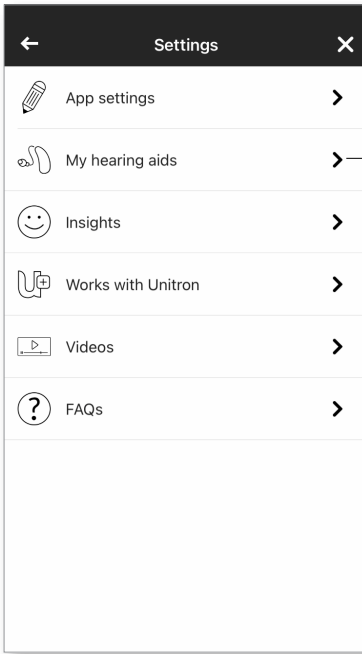 Settings
App settings
My hearing aids
Insights
Works with Unitron
Videos
FAQs